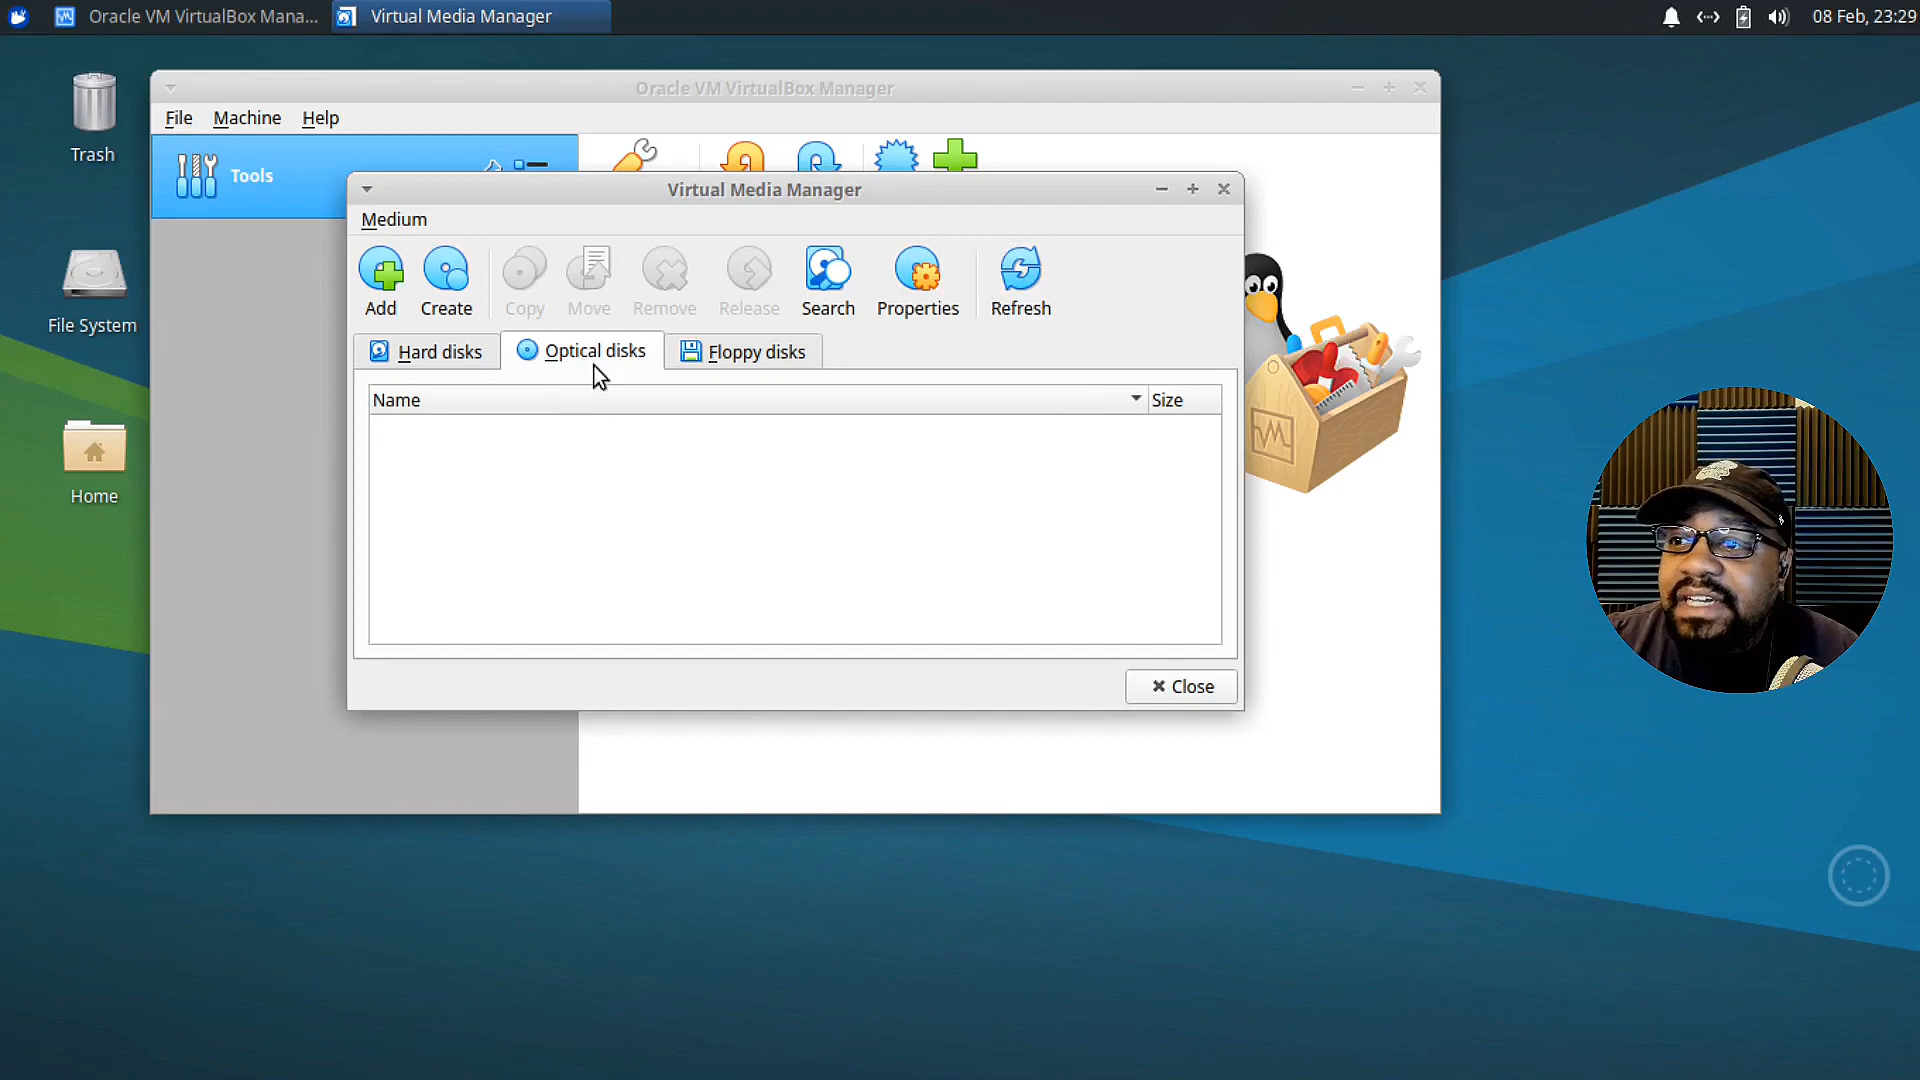 Oracle VM VirtualBox Mana...
Virtual Media Manager
08 Feb, 23:29
Trash
File System
Home
Oracle VM VirtualBox Manager
File Machine Help
Tools
Virtual Media Manager
Medium
Add Create Copy Move Remove Release Search Properties Refresh
Hard disks Optical disks Floppy disks
Name Size
Close